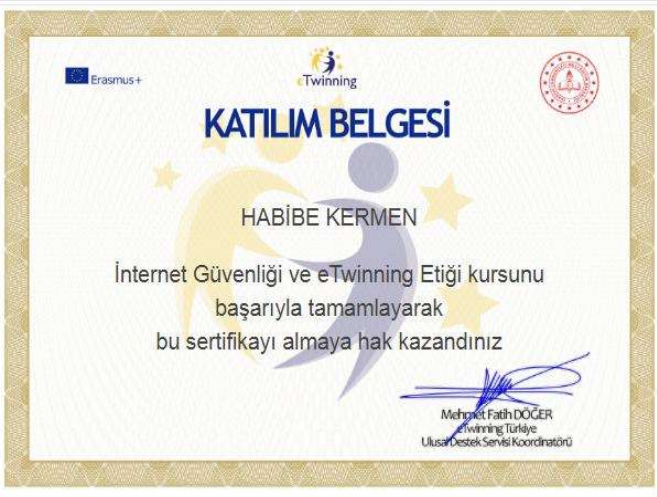 Erasmus+
eTwinning
KATILIM BELGESİ
HABİBE KERMEN
İnternet Güvenliği ve eTwinning Etiği kursunu
başarıyla tamamlayarak
bu sertifikayı almaya hak kazandınız
Mehmet Fatih DÖĞER
eTwinning Türkiye
Ulusal Destek Servisi Koordinatörü